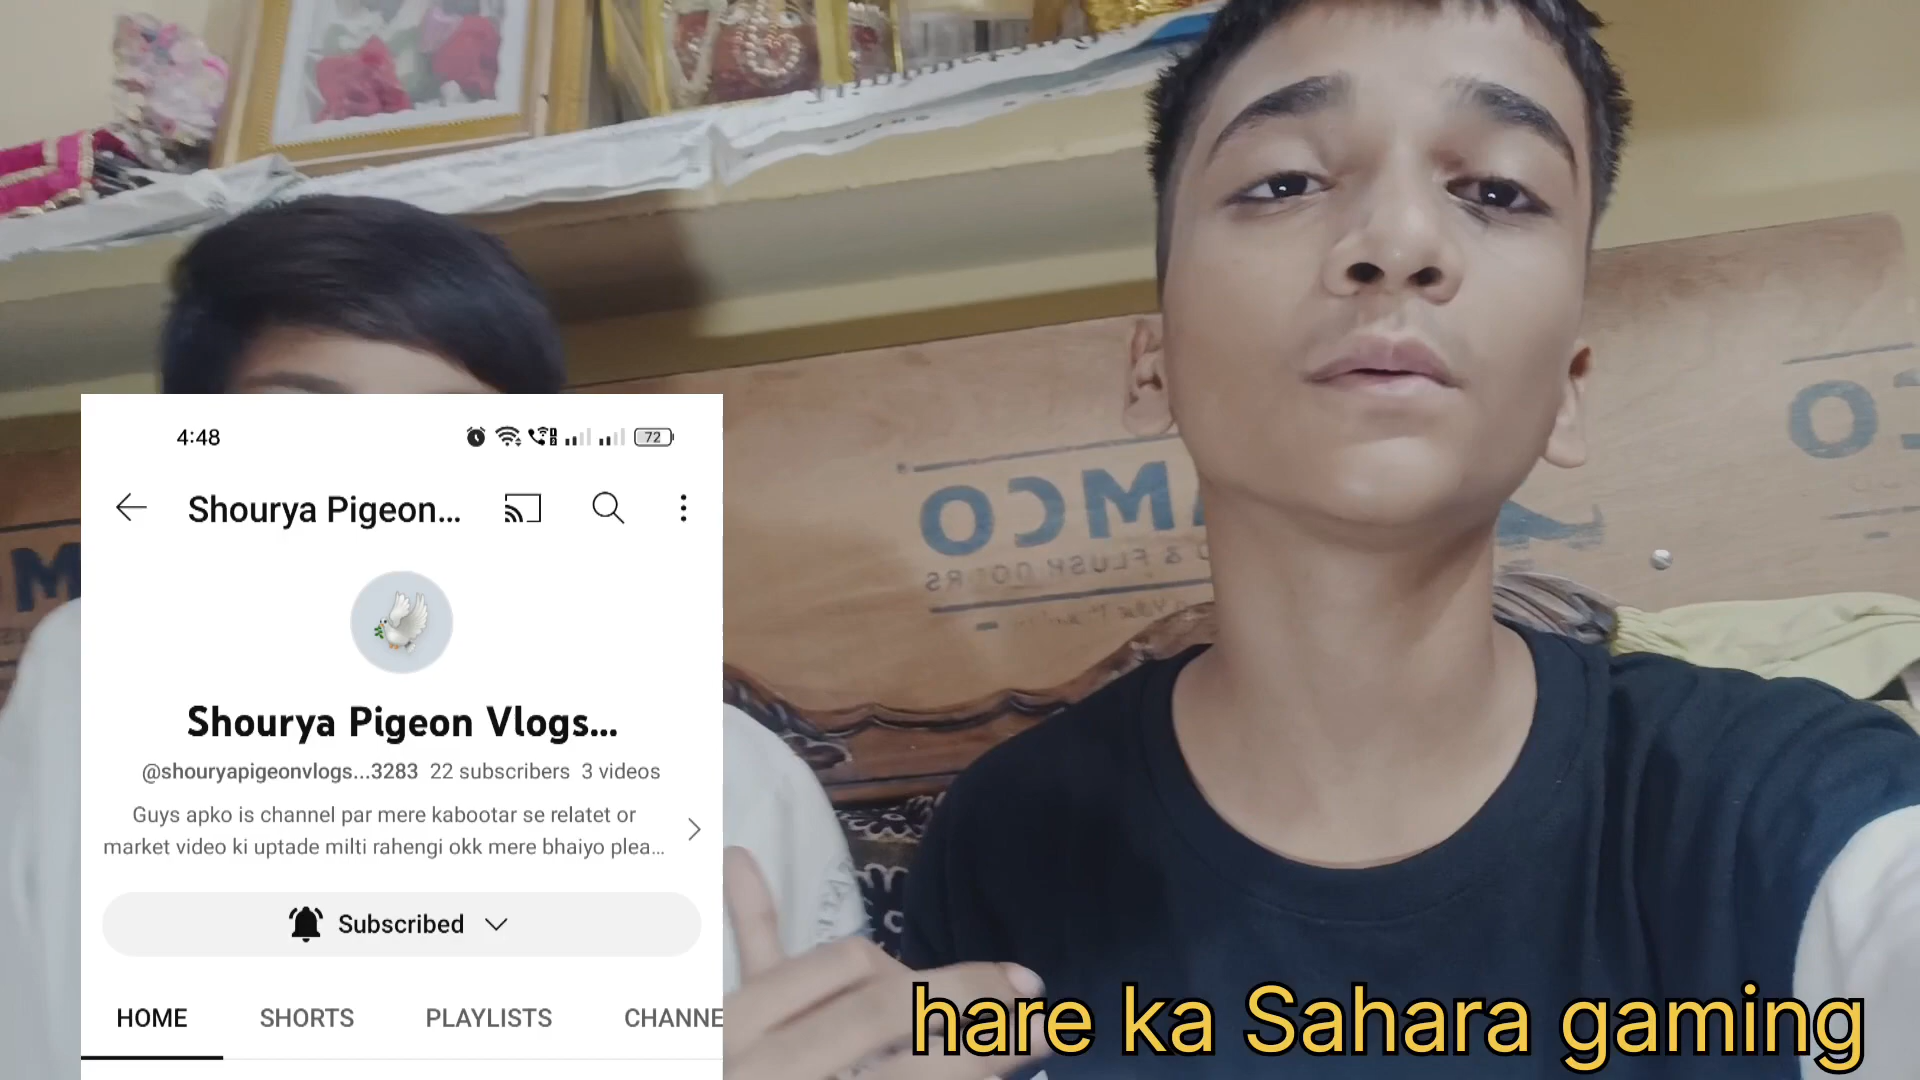 4:48
72
Shourya Pigeon...
Shourya Pigeon Vlogs...
@shouryapigeonvlogs...3283 22 subscribers 3 videos
Guys apko is channel par mere kabootar se relatet or
market video ki uptade milti rahengi okk mere bhaiyo plea...
Subscribed
HOME SHORTS PLAYLISTS CHANNE
hare ka Sahara gaming